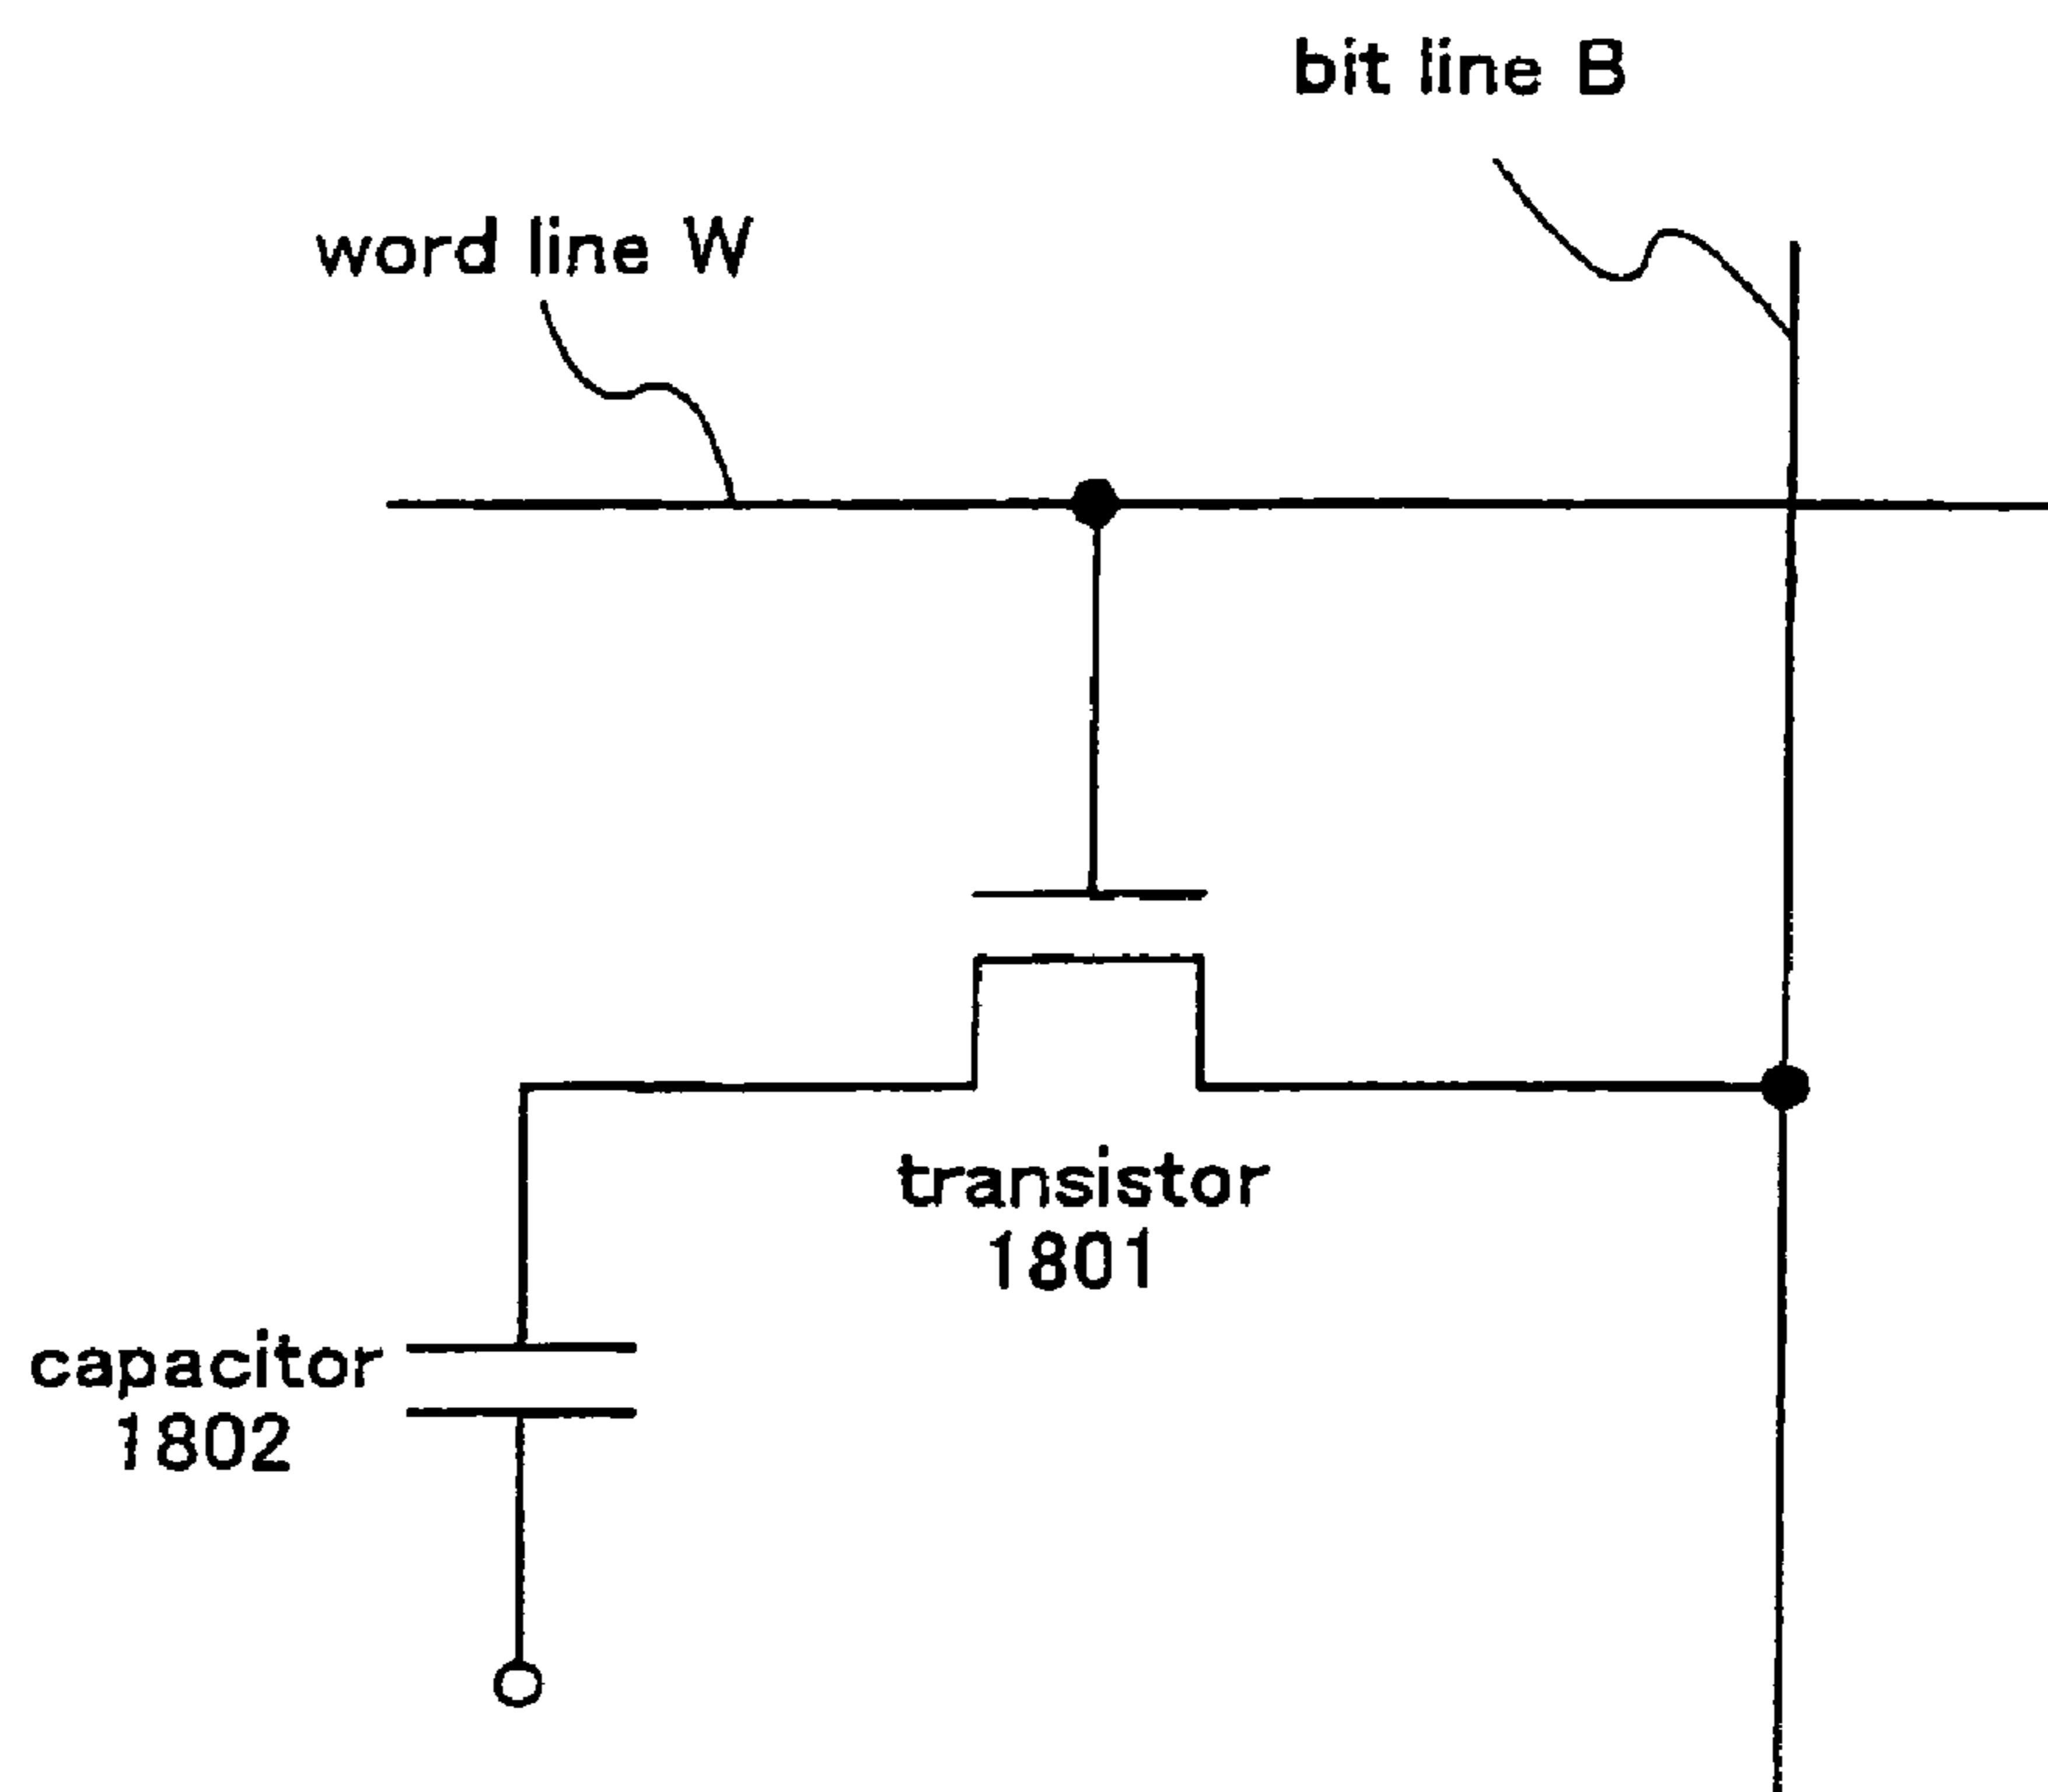 bit line B
word line W
transistor
1801
capacitor
1802